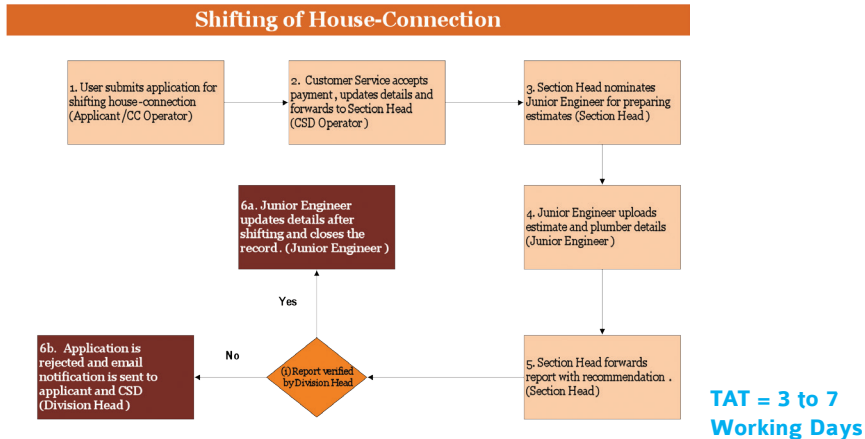 Shifting of House-Connection
1. User submits application for
shifting house-connection
(Applicant /CC Operator)
2. Customer Service accepts
payment, updates details and
forwards to Section Head
(CSD Operator)
3. Section Head nominates
Junior Engineer for preparing
estimates (Section Head)
4. Junior Engineer uploads
estimate and plumber details
(Junior Engineer)
5. Section Head forwards
report with recommendation .
(Section Head)
(i) Report verified
by Division Head
Yes
6a. Junior Engineer
updates details after
shifting and closes the
record. (Junior Engineer )
No
6b. Application is
rejected and email
notification is sent to
applicant and CSD
(Division Head )
TAT = 3 to 7
Working Days